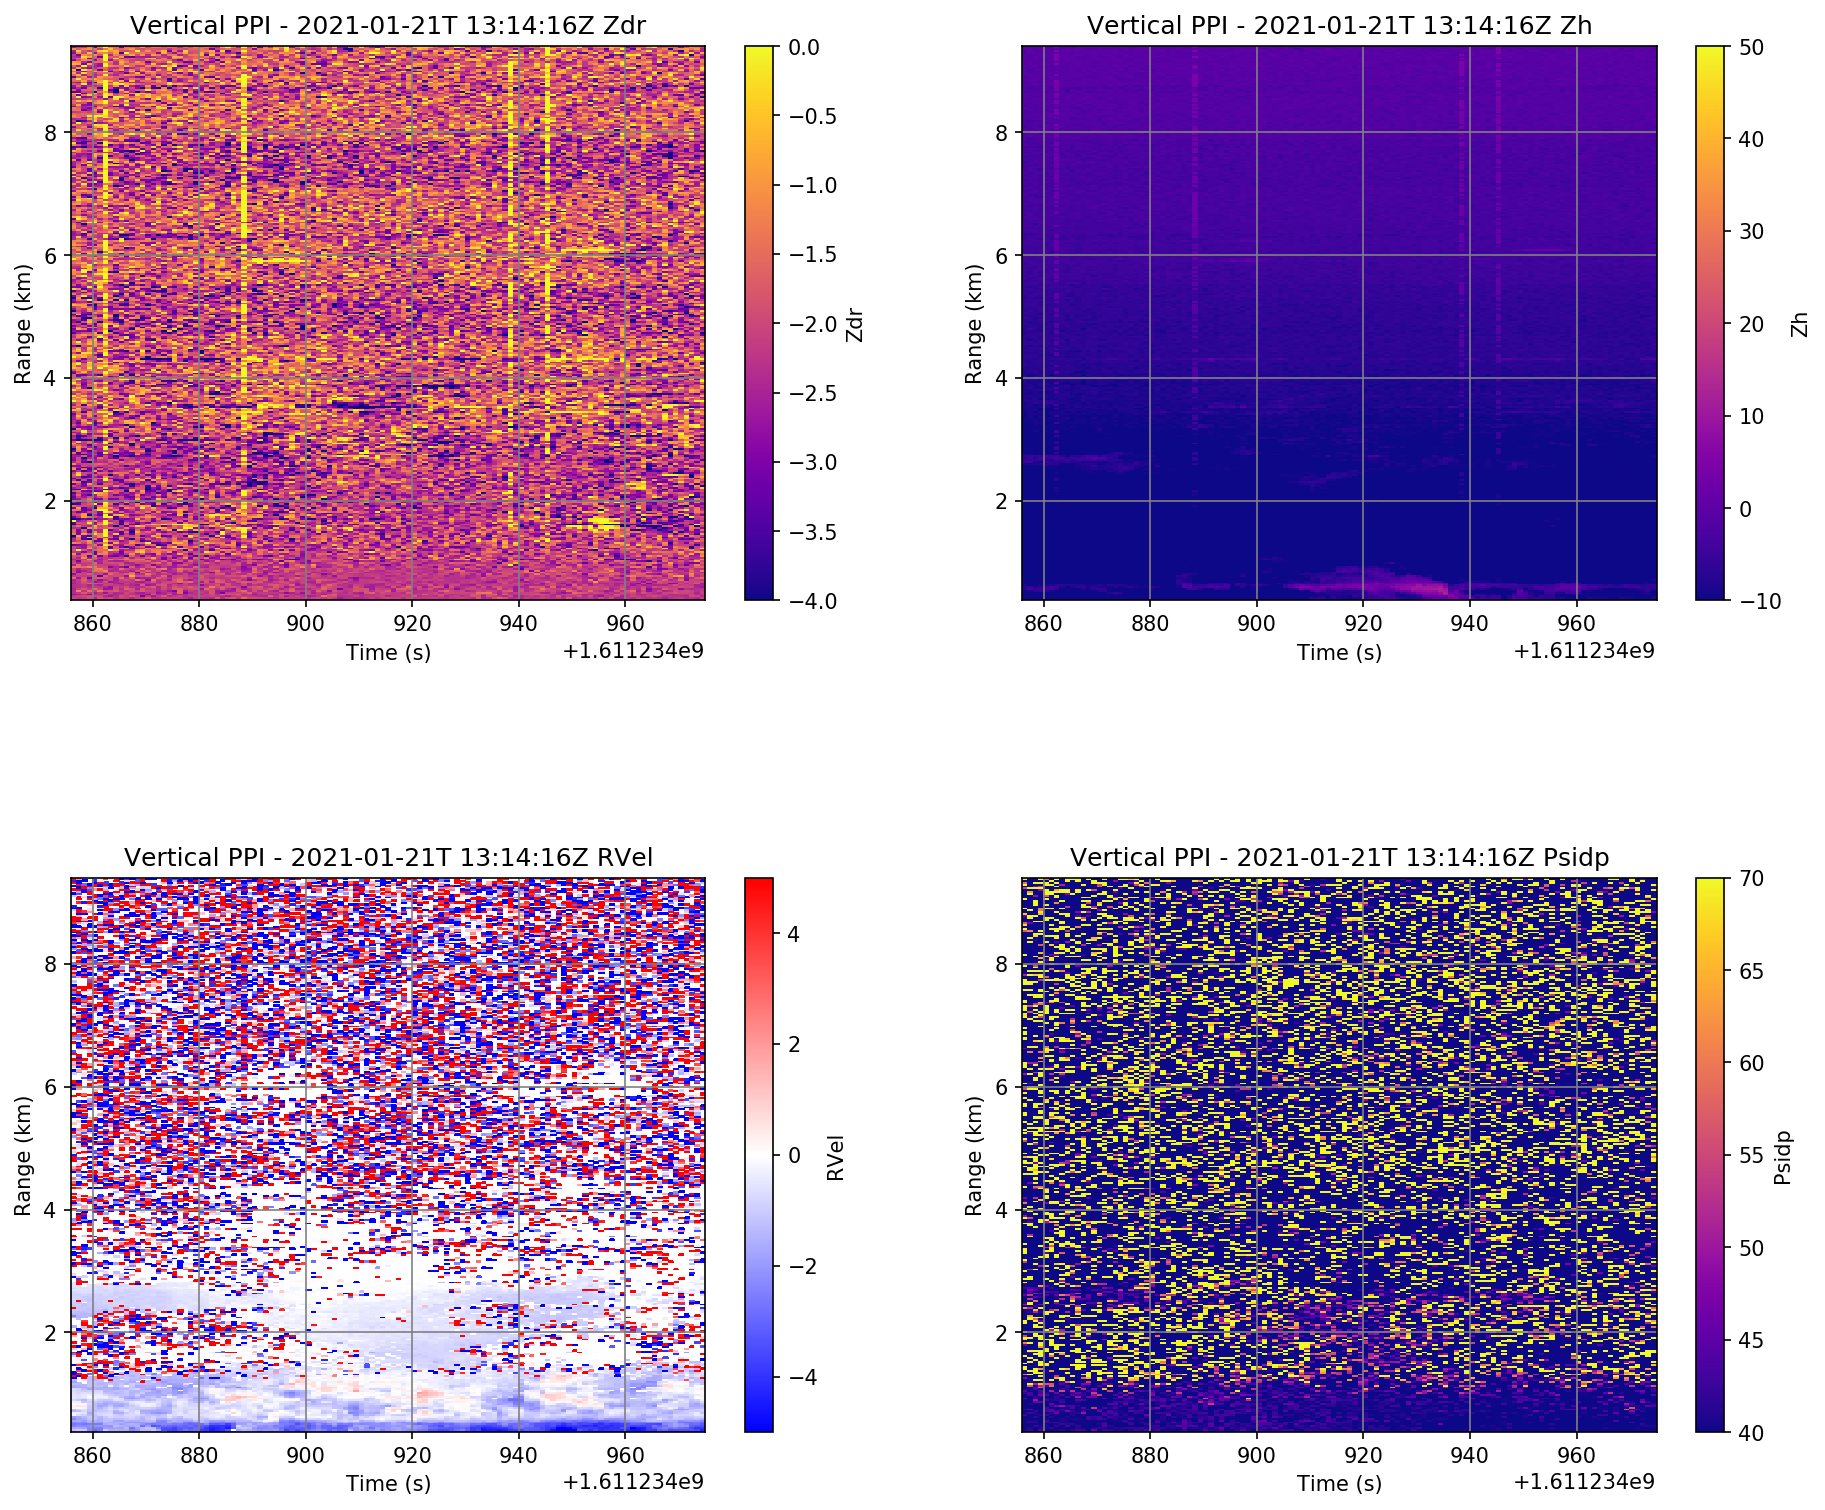 Vertical PPI - 2021-01-21T 13:14:16Z Zdr
Range (km)
8
6
4
2
860 880 900 920 940 960
Time (s)
+1.611234e9
0.0
−0.5
−1.0
−1.5
−2.0
−2.5
−3.0
−3.5
−4.0
Zdr
Vertical PPI - 2021-01-21T 13:14:16Z Zh
Range (km)
8
6
4
2
860 880 900 920 940 960
Time (s)
+1.611234e9
50
40
30
20
10
0
−10
Zh
Vertical PPI - 2021-01-21T 13:14:16Z RVel
Range (km)
8
6
4
2
860 880 900 920 940 960
Time (s)
+1.611234e9
4
2
0
−2
−4
RVel
Vertical PPI - 2021-01-21T 13:14:16Z Psidp
Range (km)
8
6
4
2
860 880 900 920 940 960
Time (s)
+1.611234e9
70
65
60
55
50
45
40
Psidp